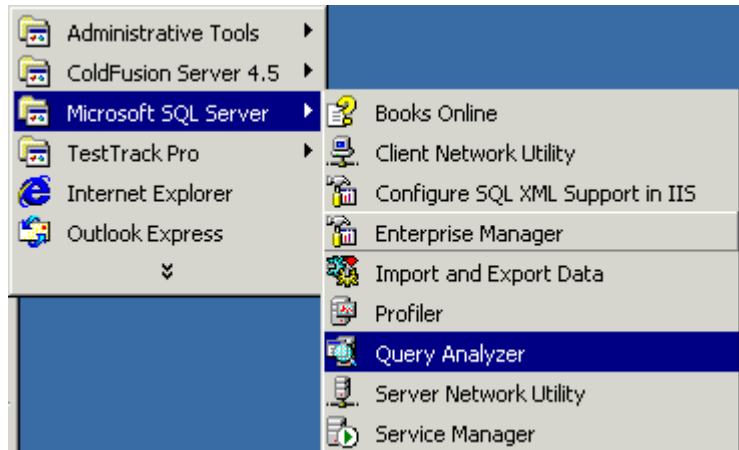 Administrative Tools
ColdFusion Server 4.5
Microsoft SQL Server
TestTrack Pro
Internet Explorer
Outlook Express
Books Online
Client Network Utility
Configure SQL XML Support in IIS
Enterprise Manager
Import and Export Data
Profiler
Query Analyzer
Server Network Utility
Service Manager